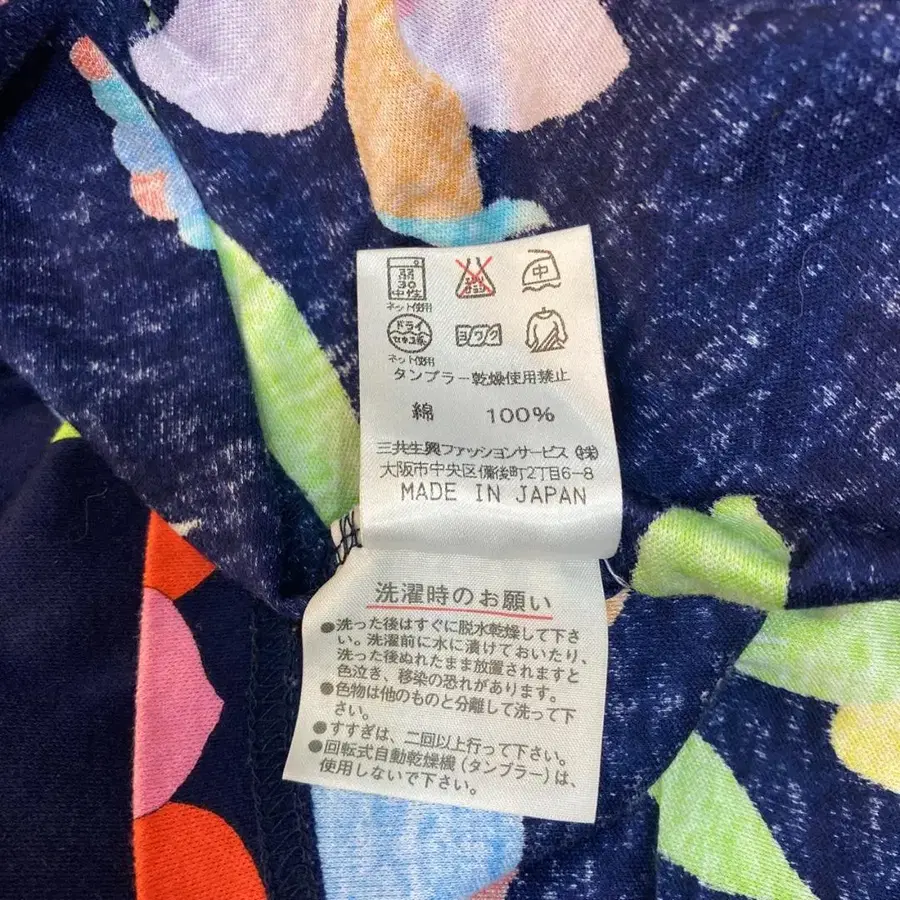 弱
30
中性
中
ネット使用
ドライ
セキユ系
ヨワク
ネット使用
タンブラー乾燥使用禁止
綿 100%
三共生興ファッションサービス(株)
大阪市中央区備後町2丁目6-8
MADE IN JAPAN
洗濯時のお願い
●洗った後はすぐに脱水乾燥して下さ
い。洗濯前に水に漬けておいたり、
洗った後ぬれたまま放置されますと
色泣き、移染の恐れがあります。
●色物は他のものと分離して洗って下
さい。
●すすぎは、二回以上行って下さい。
●回転式自動乾燥機(タンブラー)は、
使用しないで下さい。